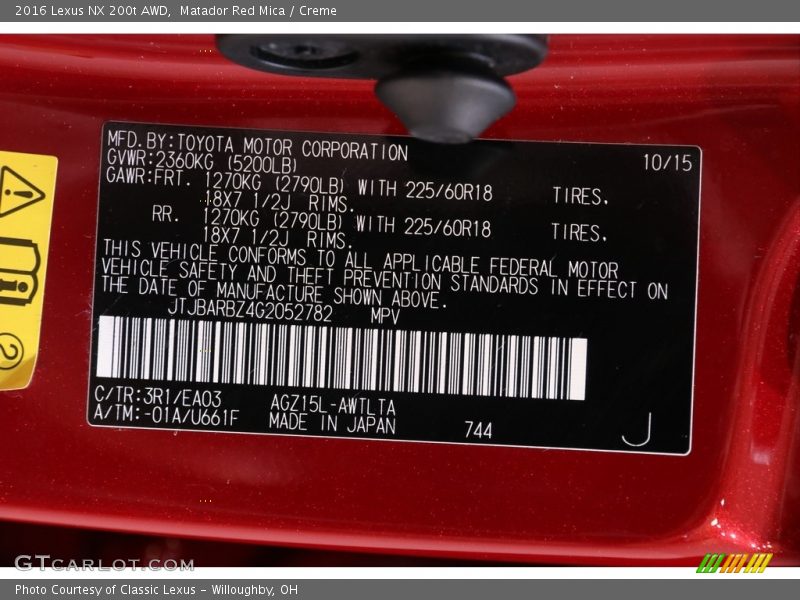 2016 Lexus NX 200t AWD,  Matador Red Mica / Creme
MFD.BY:TOYOTA MOTOR CORPORATION 10/15
GVWR:2360KG (5200LB)
GAWR:FRT. 1270KG (2790LB) WITH 225/60R18 TIRES.
18X7 1/2J RIMS.
RR. 1270KG (2790LB) WITH 225/60R18 TIRES.
18X7 1/2J RIMS.
THIS VEHICLE CONFORMS TO ALL APPLICABLE FEDERAL MOTOR
VEHICLE SAFETY AND THEFT PREVENTION STANDARDS IN EFFECT ON
THE DATE OF MANUFACTURE SHOWN ABOVE.
JTJBARBZ4G2052782 MPV
C/TR:3R1/EA03 AGZ15L-AWTLTA
A/TM:-01A/U661F MADE IN JAPAN 744 J
2
GTCARLOT.COM
Photo Courtesy of Classic Lexus - Willoughby, OH